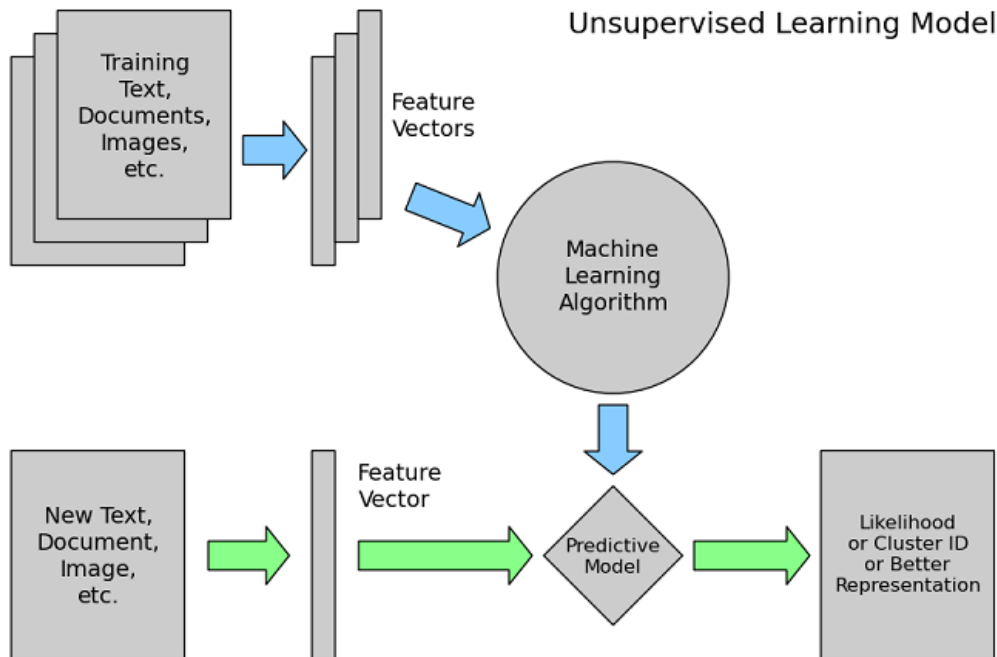 Unsupervised Learning Model
Training
Text,
Documents,
Images,
etc.
Feature
Vectors
Machine
Learning
Algorithm
New Text,
Document,
Image,
etc.
Feature
Vector
Predictive
Model
Likelihood
or Cluster ID
or Better
Representation